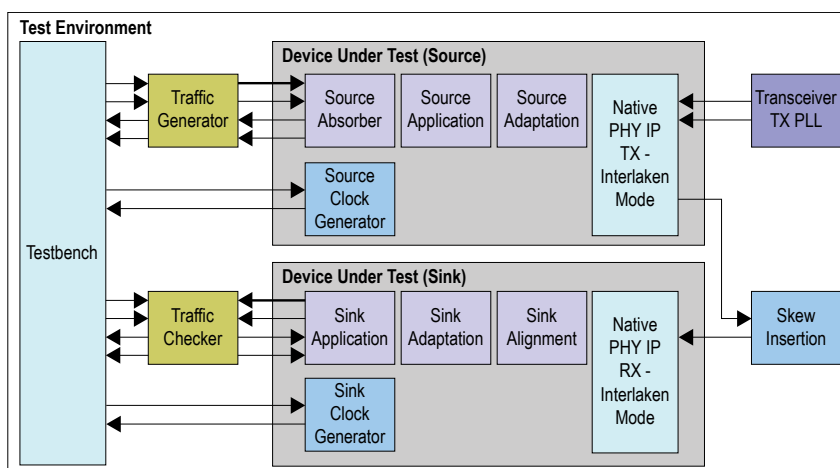 Test Environment
Testbench
Traffic
Generator
Device Under Test (Source)
Source
Absorber
Source
Application
Source
Adaptation
Native
PHY IP
TX -
Interlaken
Mode
Transceiver
TX PLL
Source
Clock
Generator
Traffic
Checker
Device Under Test (Sink)
Sink
Application
Sink
Adaptation
Sink
Alignment
Native
PHY IP
RX -
Interlaken
Mode
Skew
Insertion
Sink
Clock
Generator